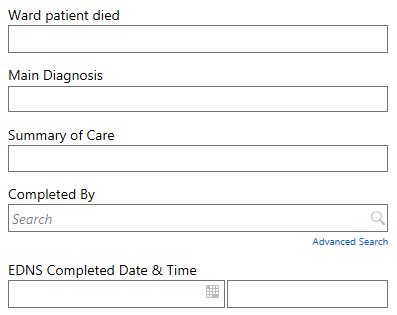 Ward patient died
Main Diagnosis
Summary of Care
Completed By
Search
Advanced Search
EDNS Completed Date & Time